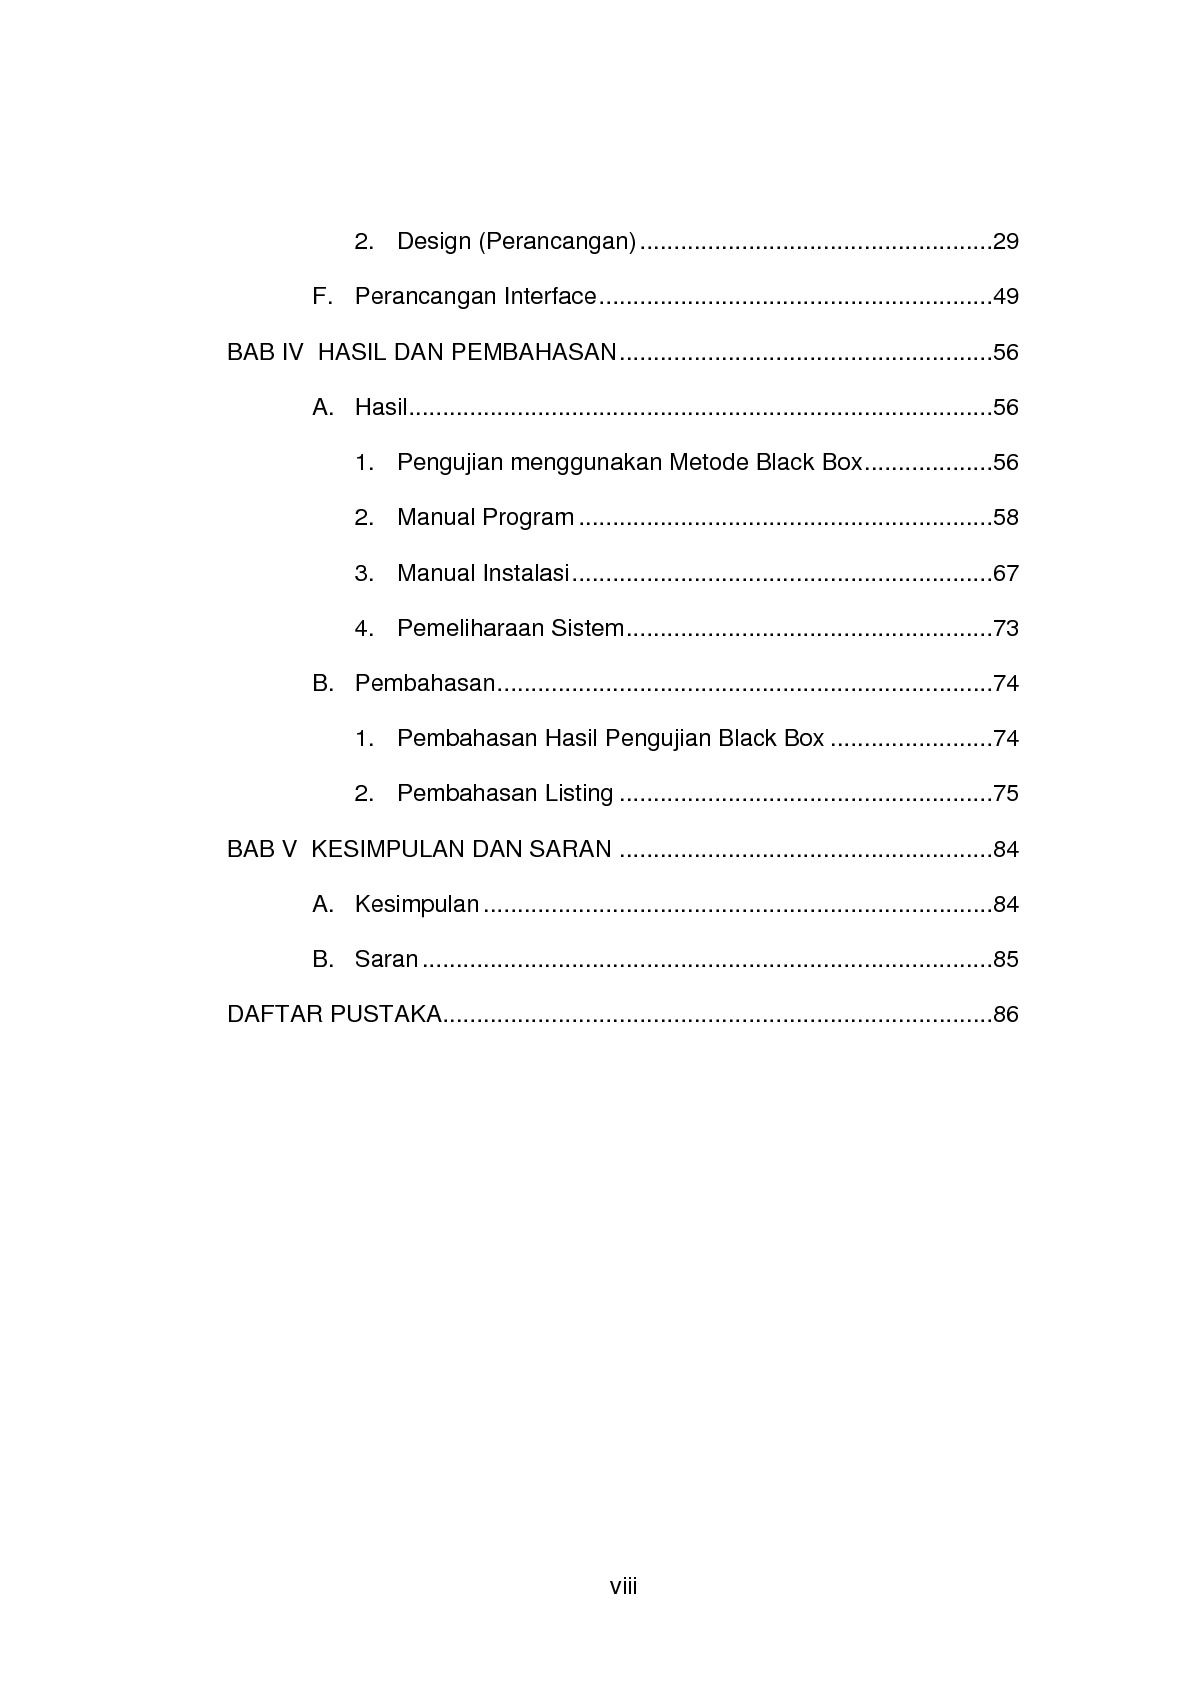 2. Design (Perancangan).....................................................29
F. Perancangan Interface...........................................................49
BAB IV  HASIL DAN PEMBAHASAN........................................................56
A. Hasil.......................................................................................56
1. Pengujian menggunakan Metode Black Box...................56
2. Manual Program..............................................................58
3. Manual Instalasi...............................................................67
4. Pemeliharaan Sistem.......................................................73
B. Pembahasan..........................................................................74
1. Pembahasan Hasil Pengujian Black Box........................74
2. Pembahasan Listing........................................................75
BAB V  KESIMPULAN DAN SARAN........................................................84
A. Kesimpulan............................................................................84
B. Saran.....................................................................................85
DAFTAR PUSTAKA..................................................................................86
viii